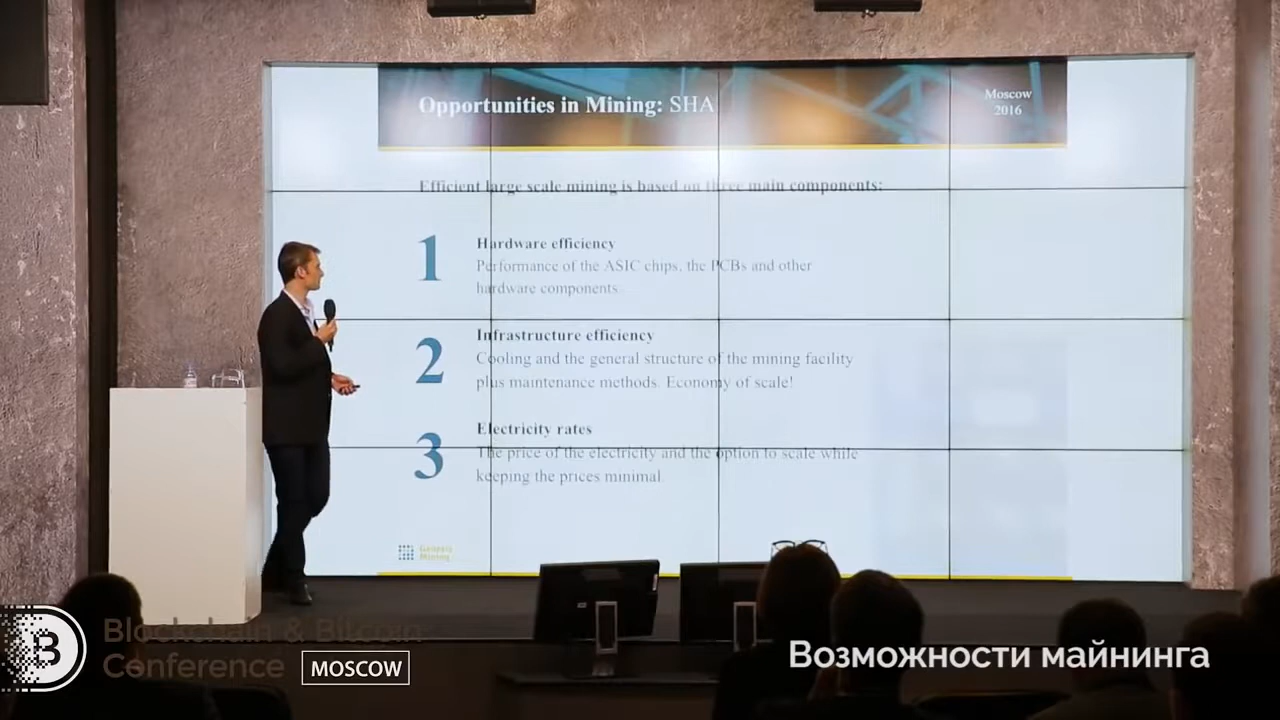 Opportunities in Mining: SHA
Moscow
2016
Efficient large scale mining is based on three main components:
1
Hardware efficiency
Performance of the ASIC chips, the PCBs and other
hardware components.
2
Infrastructure efficiency
Cooling and the general structure of the mining facility
plus maintenance methods. Economy of scale!
3
Electricity rates
The price of the electricity and the option to scale while
keeping the prices minimal.
Genesis
Mining
B
Blockchain & Bitcoin
Conference
MOSCOW
Возможности майнинга